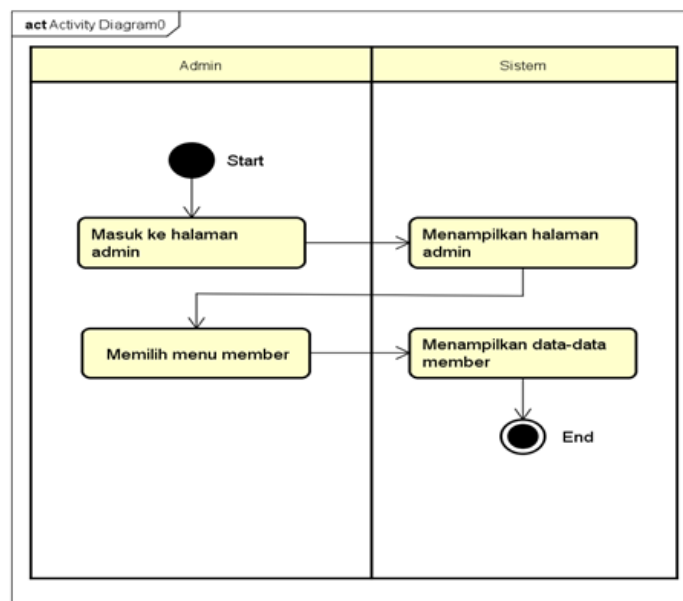 act Activity Diagram0
Admin
Sistem
Start
Masuk ke halaman
admin
Menampilkan halaman
admin
Memilih menu member
Menampilkan data-data
member
End